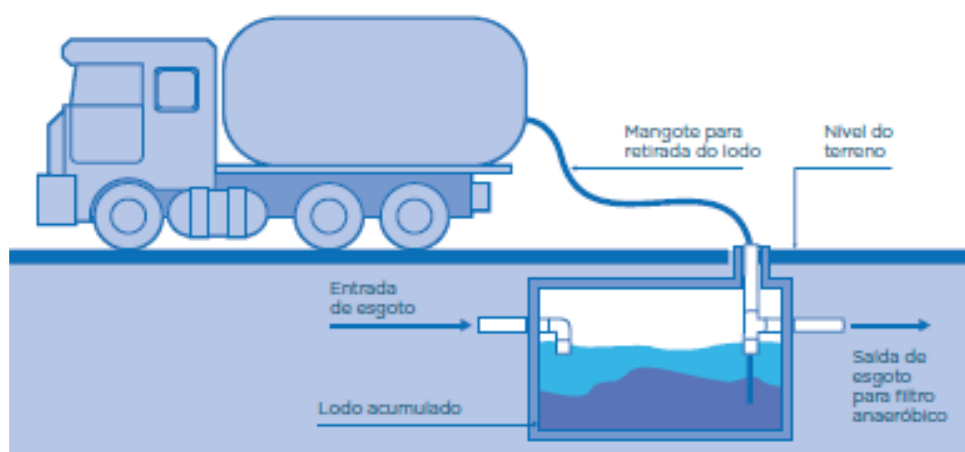 Mangote para
retirada do lodo
Nível do
terreno
Entrada
de esgoto
Saída de
esgoto
para filtro
anaeróbico
Lodo acumulado